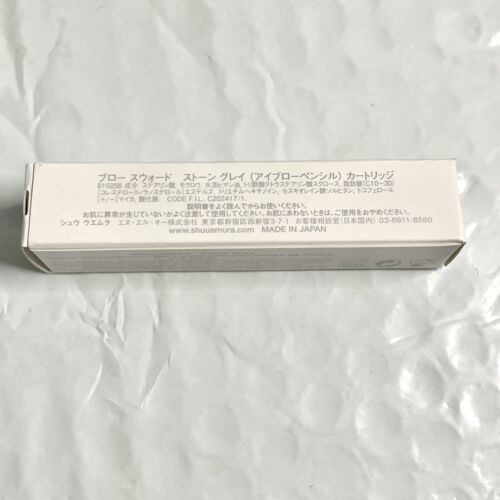 ブロー スウォード ストーン グレイ (アイブローペンシル) カートリッジ
815256 成分: ステアリン酸, モクロウ, 水添ヒマシ油, トリ酢酸テトラステアリン酸スクロース, 脂肪酸(C10-30)
[コレステロール/ラノステロール]エステルズ, トリエチルヘキサノイン, セスキオレイン酸ソルビタン, トコフェロール,
[+/-] マイカ, 酸化鉄. CODE F.I.L.: C202417/1.
説明書をよく読んでからお使いください。
お肌に異常が生じていないかよく注意して使用してください。お肌にあわないときは、ご使用をおやめください。
シュウ ウエムラ エヌ・エル・オー株式会社 東京都新宿区西新宿3-7-1 お客様相談室(日本国内) 03-6911-8560
www.shuuemura.com MADE IN JAPAN